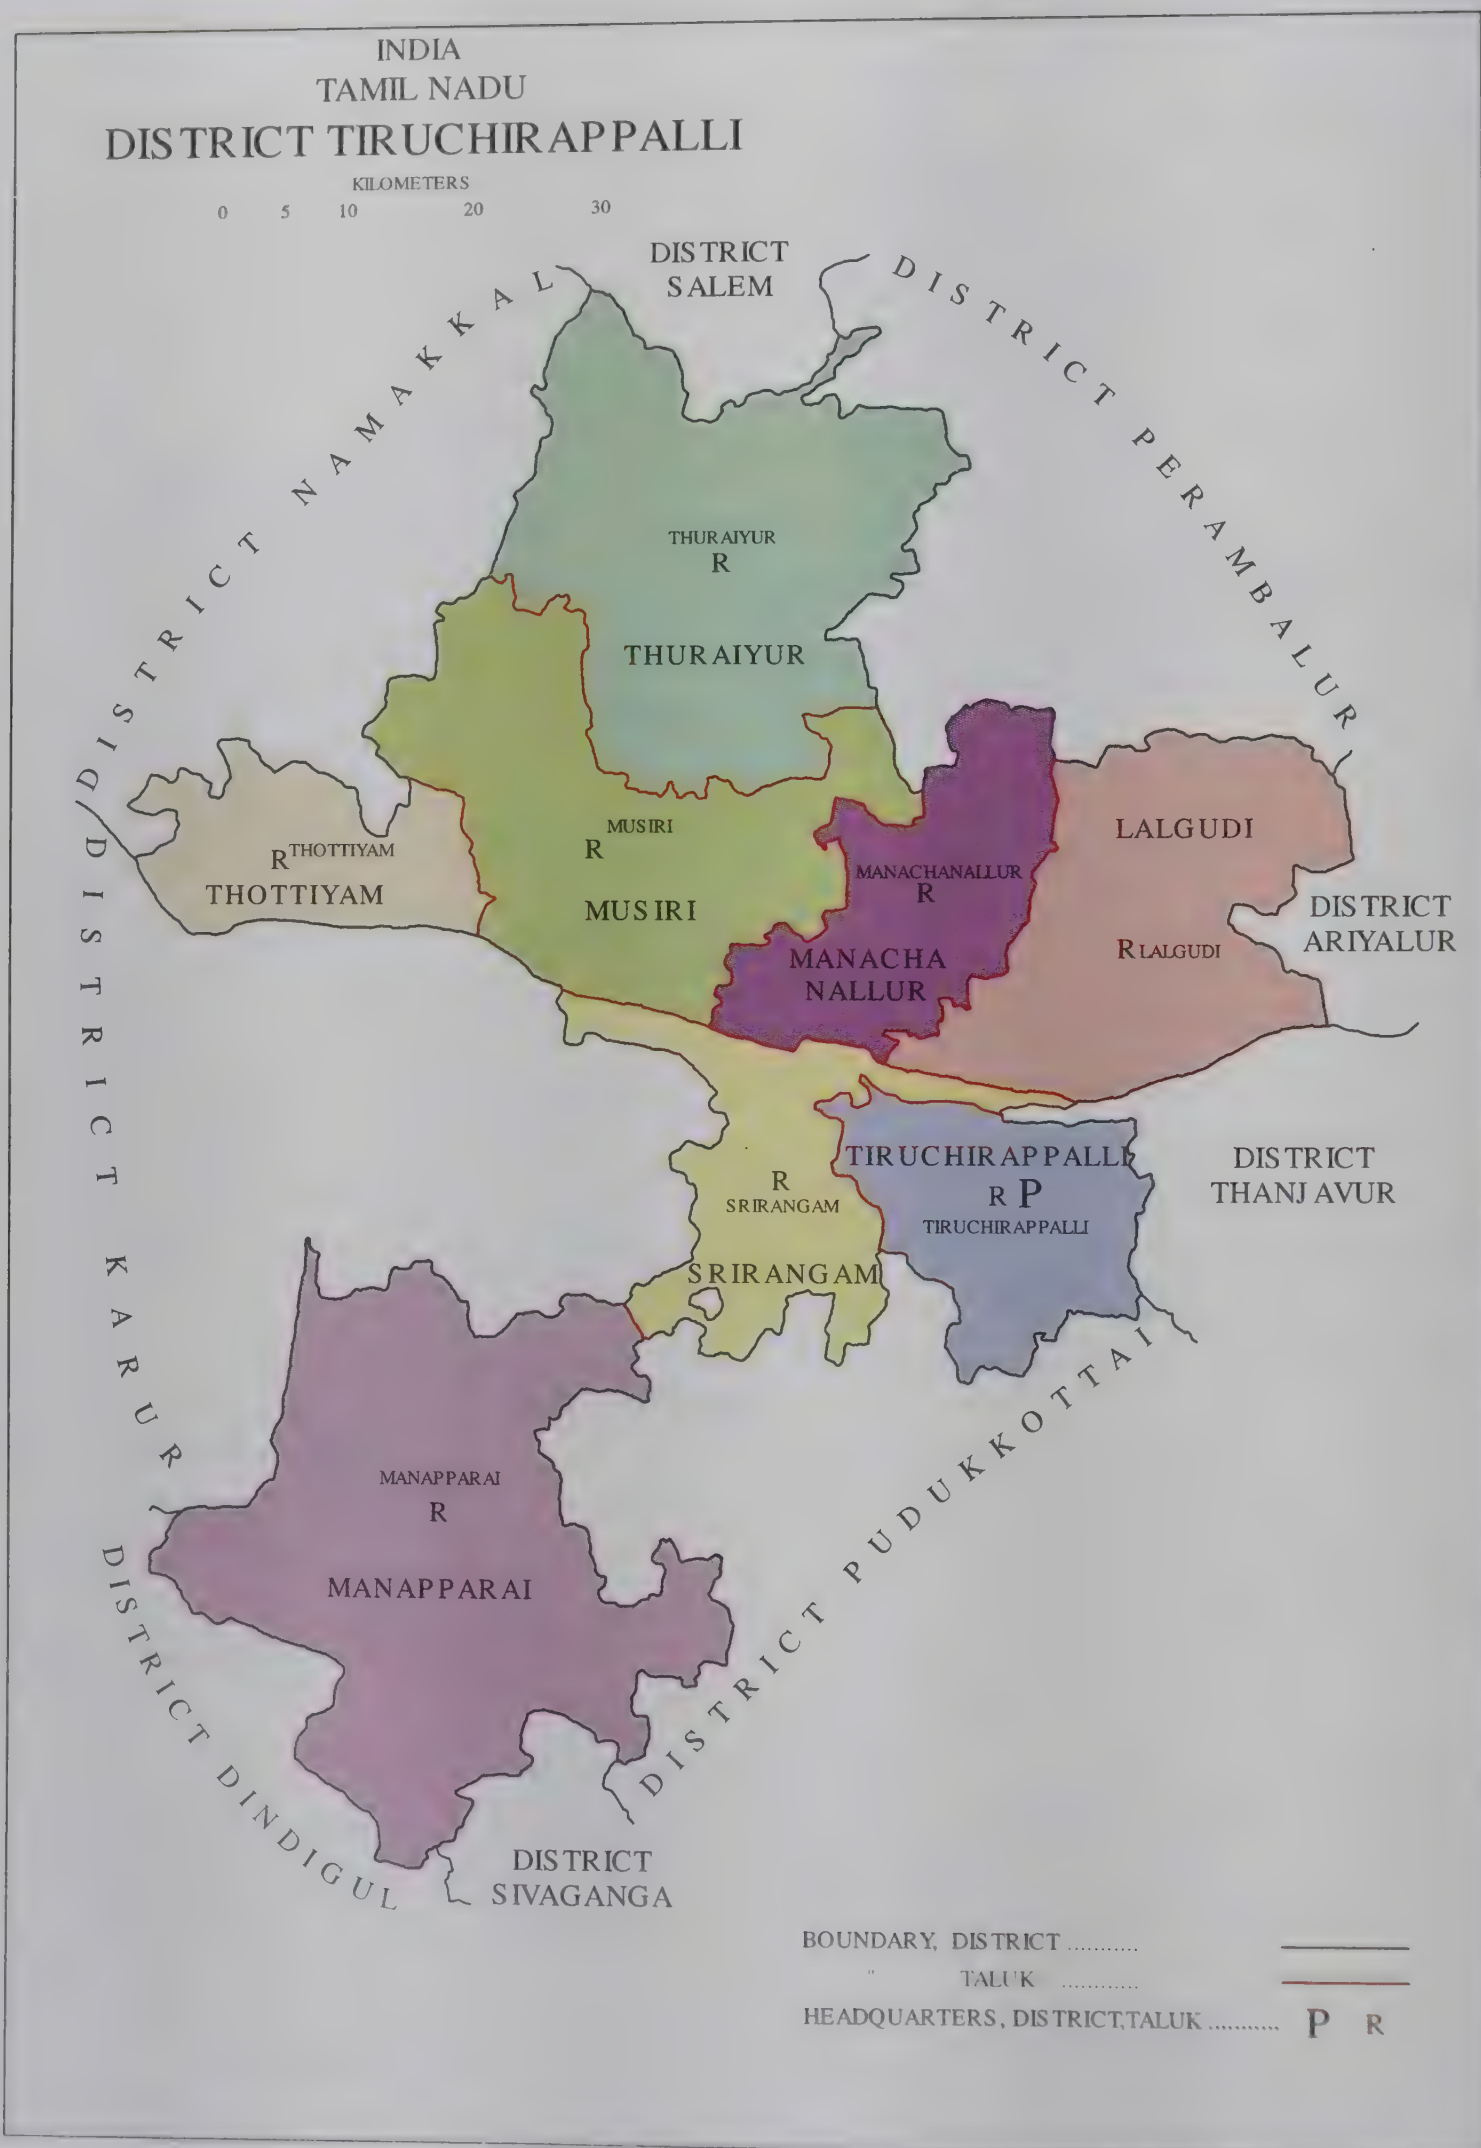 INDIA
TAMIL NADU
DISTRICT TIRUCHIRAPPALLI
KILOMETERS
0 5 10 20 30
DISTRICT
SALEM
DISTRICT NAMAKKAL
DISTRICT PERAMBALUR
THURAIYUR
R
THURAIYUR
MUSIRI
R
MUSIRI
R THOTTIYAM
THOTTIYAM
MANACHANALLUR
R
MANACHA
NALLUR
LALGUDI
R LALGUDI
DISTRICT
ARIYALUR
DISTRICT KARUR
TIRUCHIRAPPALLI
R P
TIRUCHIRAPPALLI
DISTRICT
THANJAVUR
R
SRIRANGAM
SRIRANGAM
MANAPPARAI
R
MANAPPARAI
DISTRICT PUDUKKOTTAI
DISTRICT DINDIGUL
DISTRICT
SIVAGANGA
BOUNDARY, DISTRICT ...........
" TALUK ............
HEADQUARTERS, DISTRICT,TALUK ........... P R